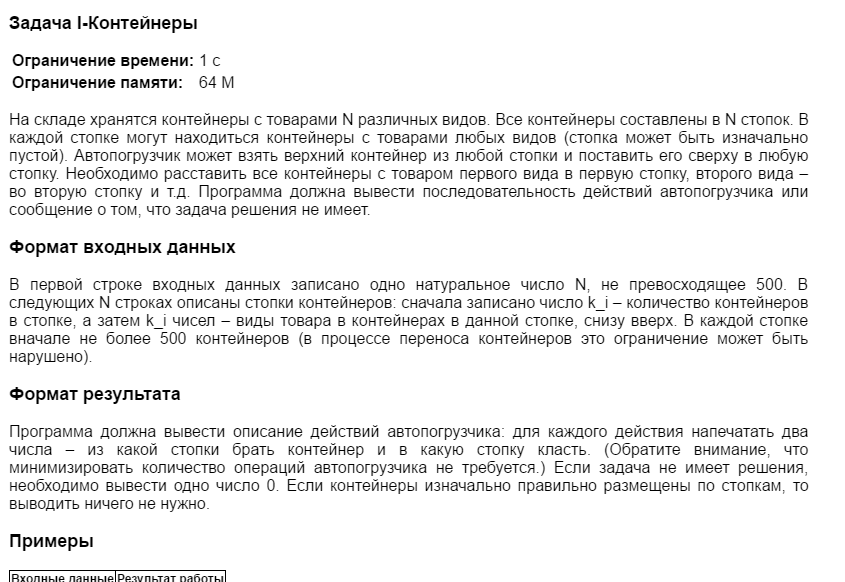 Задача I-Контейнеры
Ограничение времени: 1 с
Ограничение памяти: 64 M
На складе хранятся контейнеры с товарами N различных видов. Все контейнеры составлены в N стопок. В
каждой стопке могут находиться контейнеры с товарами любых видов (стопка может быть изначально
пустой). Автопогрузчик может взять верхний контейнер из любой стопки и поставить его сверху в любую
стопку. Необходимо расставить все контейнеры с товаром первого вида в первую стопку, второго вида –
во вторую стопку и т.д. Программа должна вывести последовательность действий автопогрузчика или
сообщение о том, что задача решения не имеет.
Формат входных данных
В первой строке входных данных записано одно натуральное число N, не превосходящее 500. В
следующих N строках описаны стопки контейнеров: сначала записано число k_i – количество контейнеров
в стопке, а затем k_i чисел – виды товара в контейнерах в данной стопке, снизу вверх. В каждой стопке
вначале не более 500 контейнеров (в процессе переноса контейнеров это ограничение может быть
нарушено).
Формат результата
Программа должна вывести описание действий автопогрузчика: для каждого действия напечатать два
числа – из какой стопки брать контейнер и в какую стопку класть. (Обратите внимание, что
минимизировать количество операций автопогрузчика не требуется.) Если задача не имеет решения,
необходимо вывести одно число 0. Если контейнеры изначально правильно размещены по стопкам, то
выводить ничего не нужно.
Примеры
Входные данные Результат работы